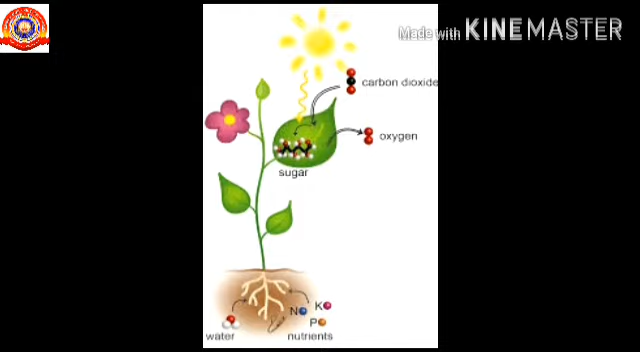 Made with KINEMASTER
carbon dioxide
oxygen
sugar
N K
P
water nutrients